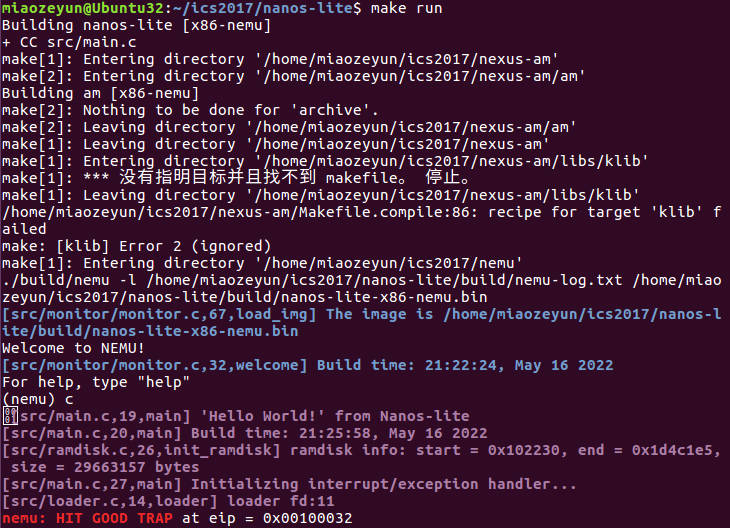 miaozeyun@Ubuntu32:~/ics2017/nanos-lite$ make run
Building nanos-lite [x86-nemu]
+ CC src/main.c
make[1]: Entering directory '/home/miaozeyun/ics2017/nexus-am'
make[2]: Entering directory '/home/miaozeyun/ics2017/nexus-am/am'
Building am [x86-nemu]
make[2]: Nothing to be done for 'archive'.
make[2]: Leaving directory '/home/miaozeyun/ics2017/nexus-am/am'
make[1]: Leaving directory '/home/miaozeyun/ics2017/nexus-am'
make[1]: Entering directory '/home/miaozeyun/ics2017/nexus-am/libs/klib'
make[1]: *** 没有指明目标并且找不到 makefile。 停止。
make[1]: Leaving directory '/home/miaozeyun/ics2017/nexus-am/libs/klib'
/home/miaozeyun/ics2017/nexus-am/Makefile.compile:86: recipe for target 'klib' f
ailed
make: [klib] Error 2 (ignored)
make[1]: Entering directory '/home/miaozeyun/ics2017/nemu'
./build/nemu -l /home/miaozeyun/ics2017/nanos-lite/build/nemu-log.txt /home/miao
zeyun/ics2017/nanos-lite/build/nanos-lite-x86-nemu.bin
[src/monitor/monitor.c,67,load_img] The image is /home/miaozeyun/ics2017/nanos-l
ite/build/nanos-lite-x86-nemu.bin
Welcome to NEMU!
[src/monitor/monitor.c,32,welcome] Build time: 21:22:24, May 16 2022
For help, type "help"
(nemu) c
[src/main.c,19,main] 'Hello World!' from Nanos-lite
[src/main.c,20,main] Build time: 21:25:58, May 16 2022
[src/ramdisk.c,26,init_ramdisk] ramdisk info: start = 0x102230, end = 0x1d4c1e5,
 size = 29663157 bytes
[src/main.c,27,main] Initializing interrupt/exception handler...
[src/loader.c,14,loader] loader fd:11
nemu: HIT GOOD TRAP at eip = 0x00100032